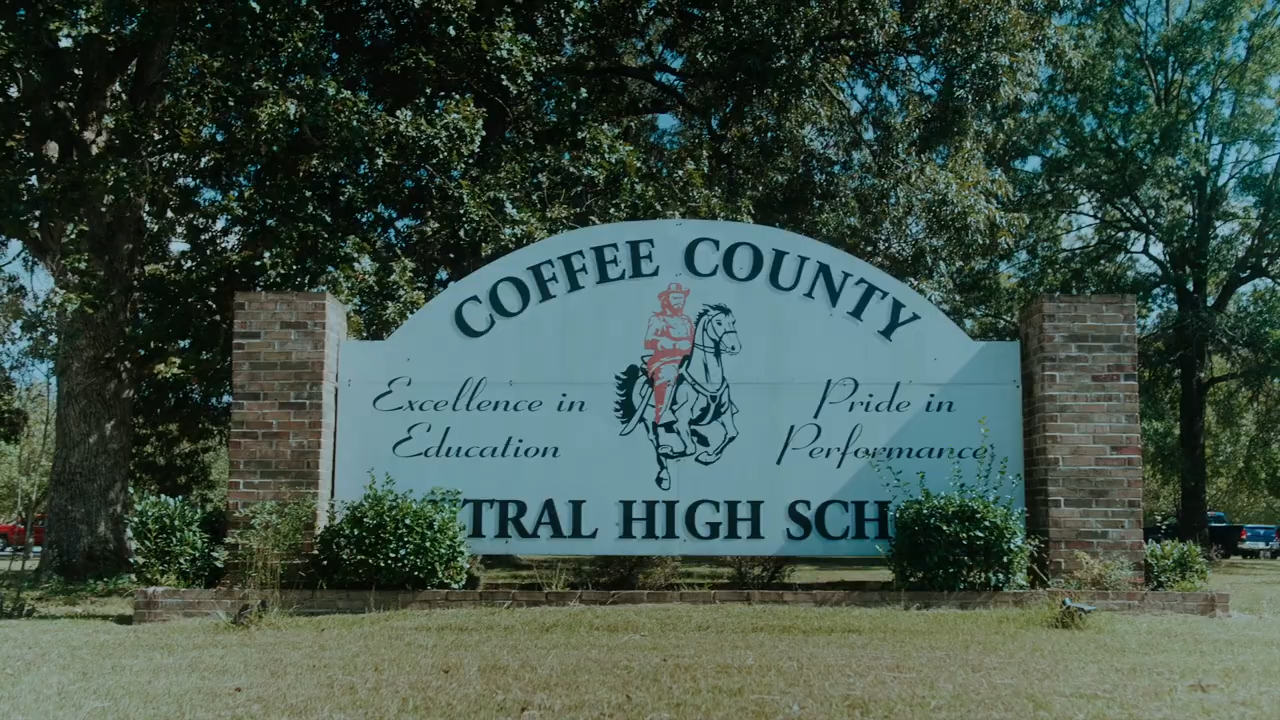 COFFEE COUNTY
Excellence in
Education
Pride in
Performance
TRAL HIGH SCH